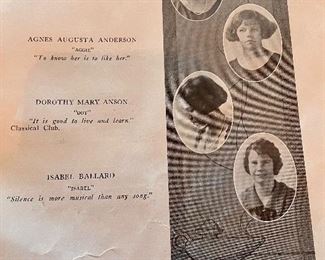 AGNES AUGUSTA ANDERSON
"AGGIE"
"To know her is to like her."
DOROTHY MARY ANSON
"DOT"
"It is good to live and learn."
Classical Club.
ISABEL BALLARD
"ISABEL"
"Silence is more musical than any song."